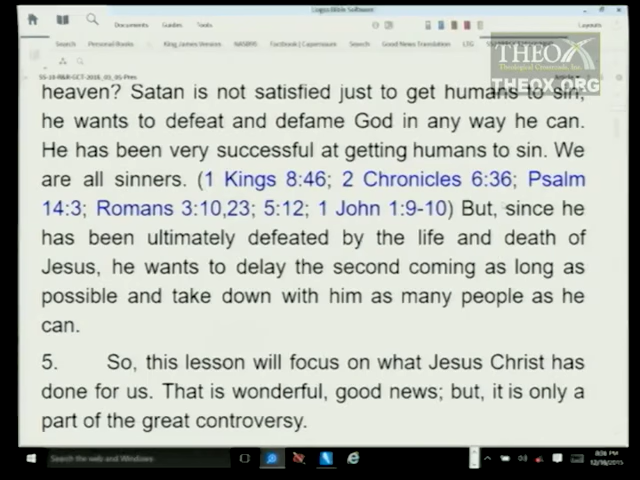 Logos Bible Software
Documents Guides Tools Layouts
Search Personal Books King James Version NASB95 Factbook | Capernaum Search Good News Translation
THEOX
THEOX.ORG
heaven? Satan is not satisfied just to get humans to sin;
he wants to defeat and defame God in any way he can.
He has been very successful at getting humans to sin. We
are all sinners. (1 Kings 8:46; 2 Chronicles 6:36; Psalm
14:3; Romans 3:10,23; 5:12; 1 John 1:9-10) But, since he
has been ultimately defeated by the life and death of
Jesus, he wants to delay the second coming as long as
possible and take down with him as many people as he
can.
5. So, this lesson will focus on what Jesus Christ has
done for us. That is wonderful, good news; but, it is only a
part of the great controversy.
Search the web and Windows